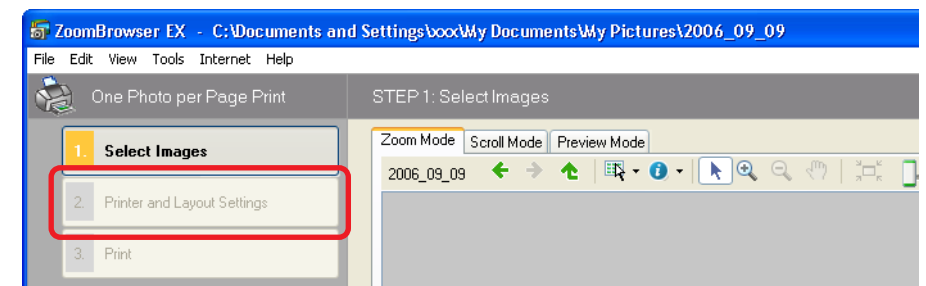 ZoomBrowser EX - C:\Documents and Settings\xxx\My Documents\My Pictures\2006_09_09
File Edit View Tools Internet Help
One Photo per Page Print
STEP 1: Select Images
1. Select Images
2. Printer and Layout Settings
3. Print
Zoom Mode Scroll Mode Preview Mode
2006_09_09